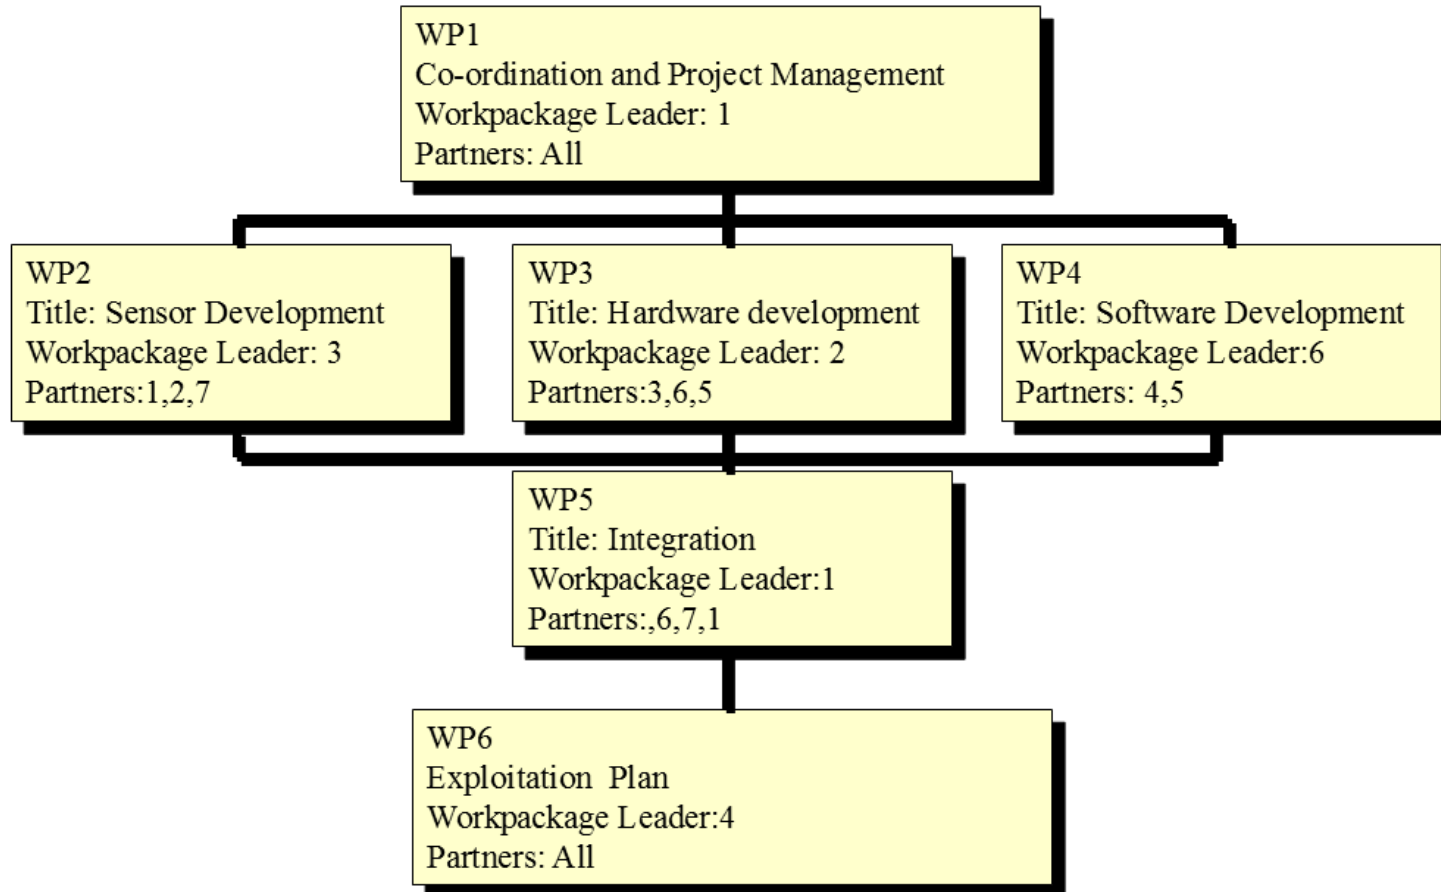 WP1
Co-ordination and Project Management
Workpackage Leader: 1
Partners: All
WP2
Title: Sensor Development
Workpackage Leader: 3
Partners:1,2,7
WP3
Title: Hardware development
Workpackage Leader: 2
Partners:3,6,5
WP4
Title: Software Development
Workpackage Leader:6
Partners: 4,5
WP5
Title: Integration
Workpackage Leader:1
Partners:,6,7,1
WP6
Exploitation  Plan
Workpackage Leader:4
Partners: All